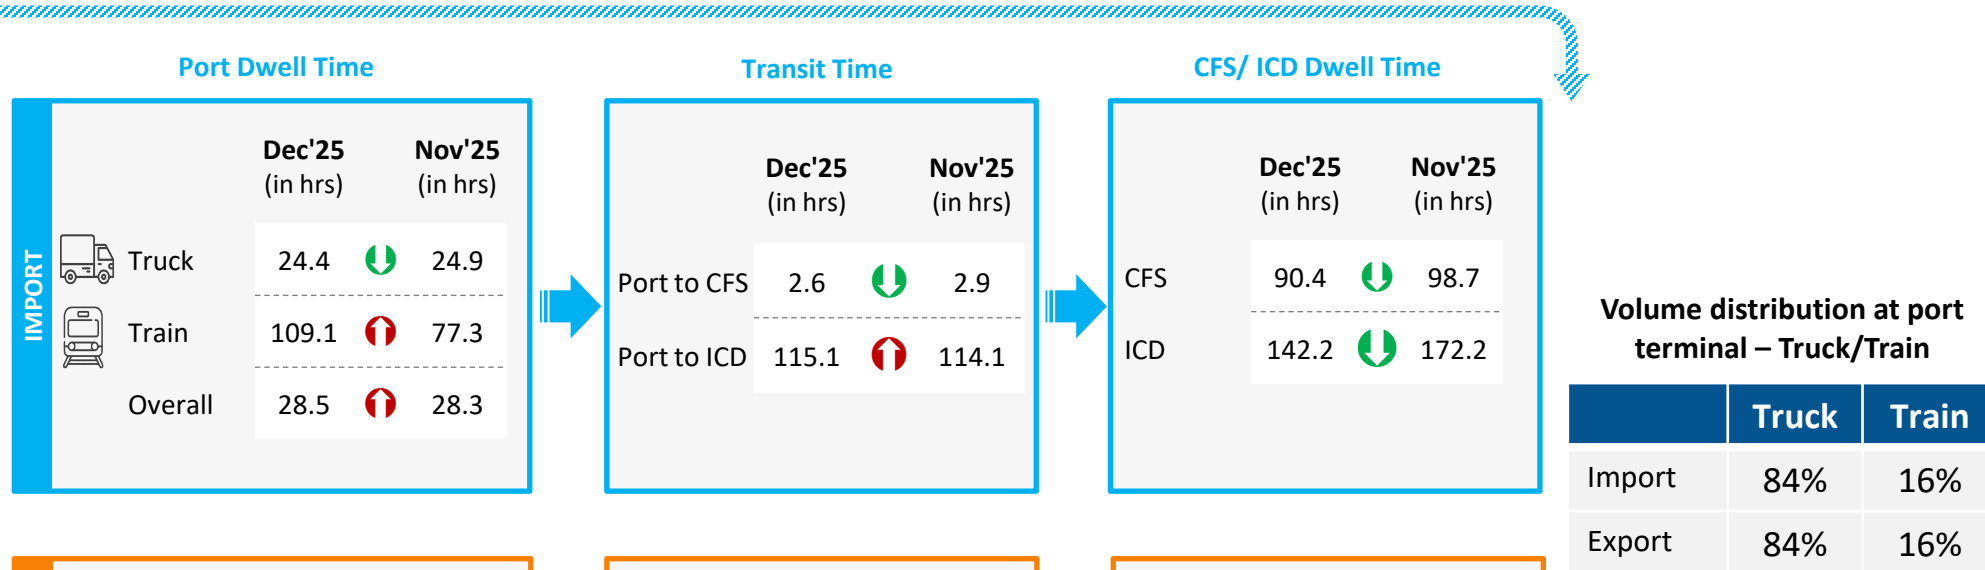 Port Dwell Time
Transit Time
CFS/ ICD Dwell Time
IMPORT
Dec'25 Nov'25
(in hrs) (in hrs)
Truck 24.4 24.9
Train 109.1 77.3
Overall 28.5 28.3
Dec'25 Nov'25
(in hrs) (in hrs)
Port to CFS 2.6 2.9
Port to ICD 115.1 114.1
Dec'25 Nov'25
(in hrs) (in hrs)
CFS 90.4 98.7
ICD 142.2 172.2
Volume distribution at port
terminal – Truck/Train
Truck Train
Import 84% 16%
Export 84% 16%